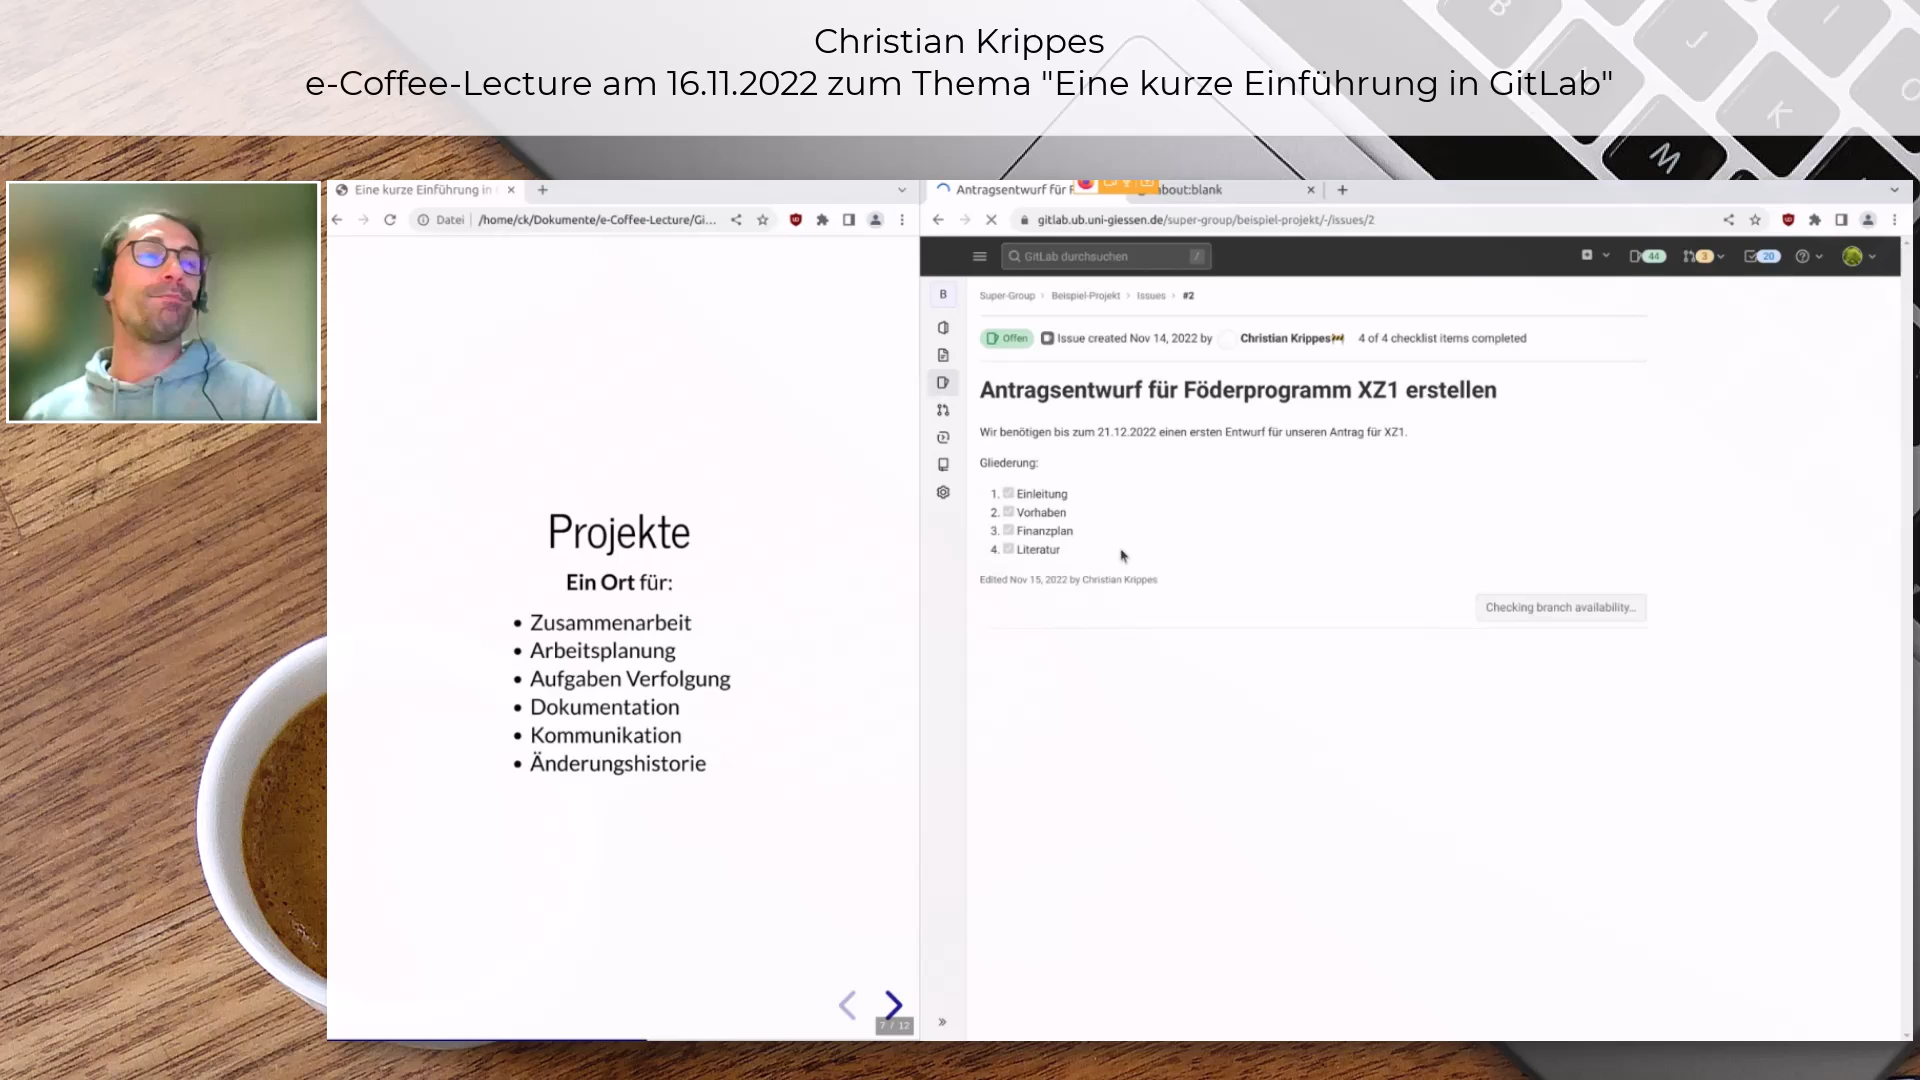 Christian Krippes
e-Coffee-Lecture am 16.11.2022 zum Thema "Eine kurze Einführung in GitLab"
B
J
I
O
K
M
Eine kurze Einführung in
Datei
/home/ck/Dokumente/e-Coffee-Lecture/Gi...
Projekte
Ein Ort für:
• Zusammenarbeit
• Arbeitsplanung
• Aufgaben Verfolgung
• Dokumentation
• Kommunikation
• Änderungshistorie
7 / 12
Antragsentwurf für F
about:blank
gitlab.ub.uni-giessen.de/super-group/beispiel-projekt/-/issues/2
GitLab durchsuchen /
44
3
20
B
Super-Group › Beispiel-Projekt › Issues › #2
Offen Issue created Nov 14, 2022 by Christian Krippes 4 of 4 checklist items completed
Antragsentwurf für Föderprogramm XZ1 erstellen
Wir benötigen bis zum 21.12.2022 einen ersten Entwurf für unseren Antrag für XZ1.
Gliederung:
1. Einleitung
2. Vorhaben
3. Finanzplan
4. Literatur
Edited Nov 15, 2022 by Christian Krippes
Checking branch availability...